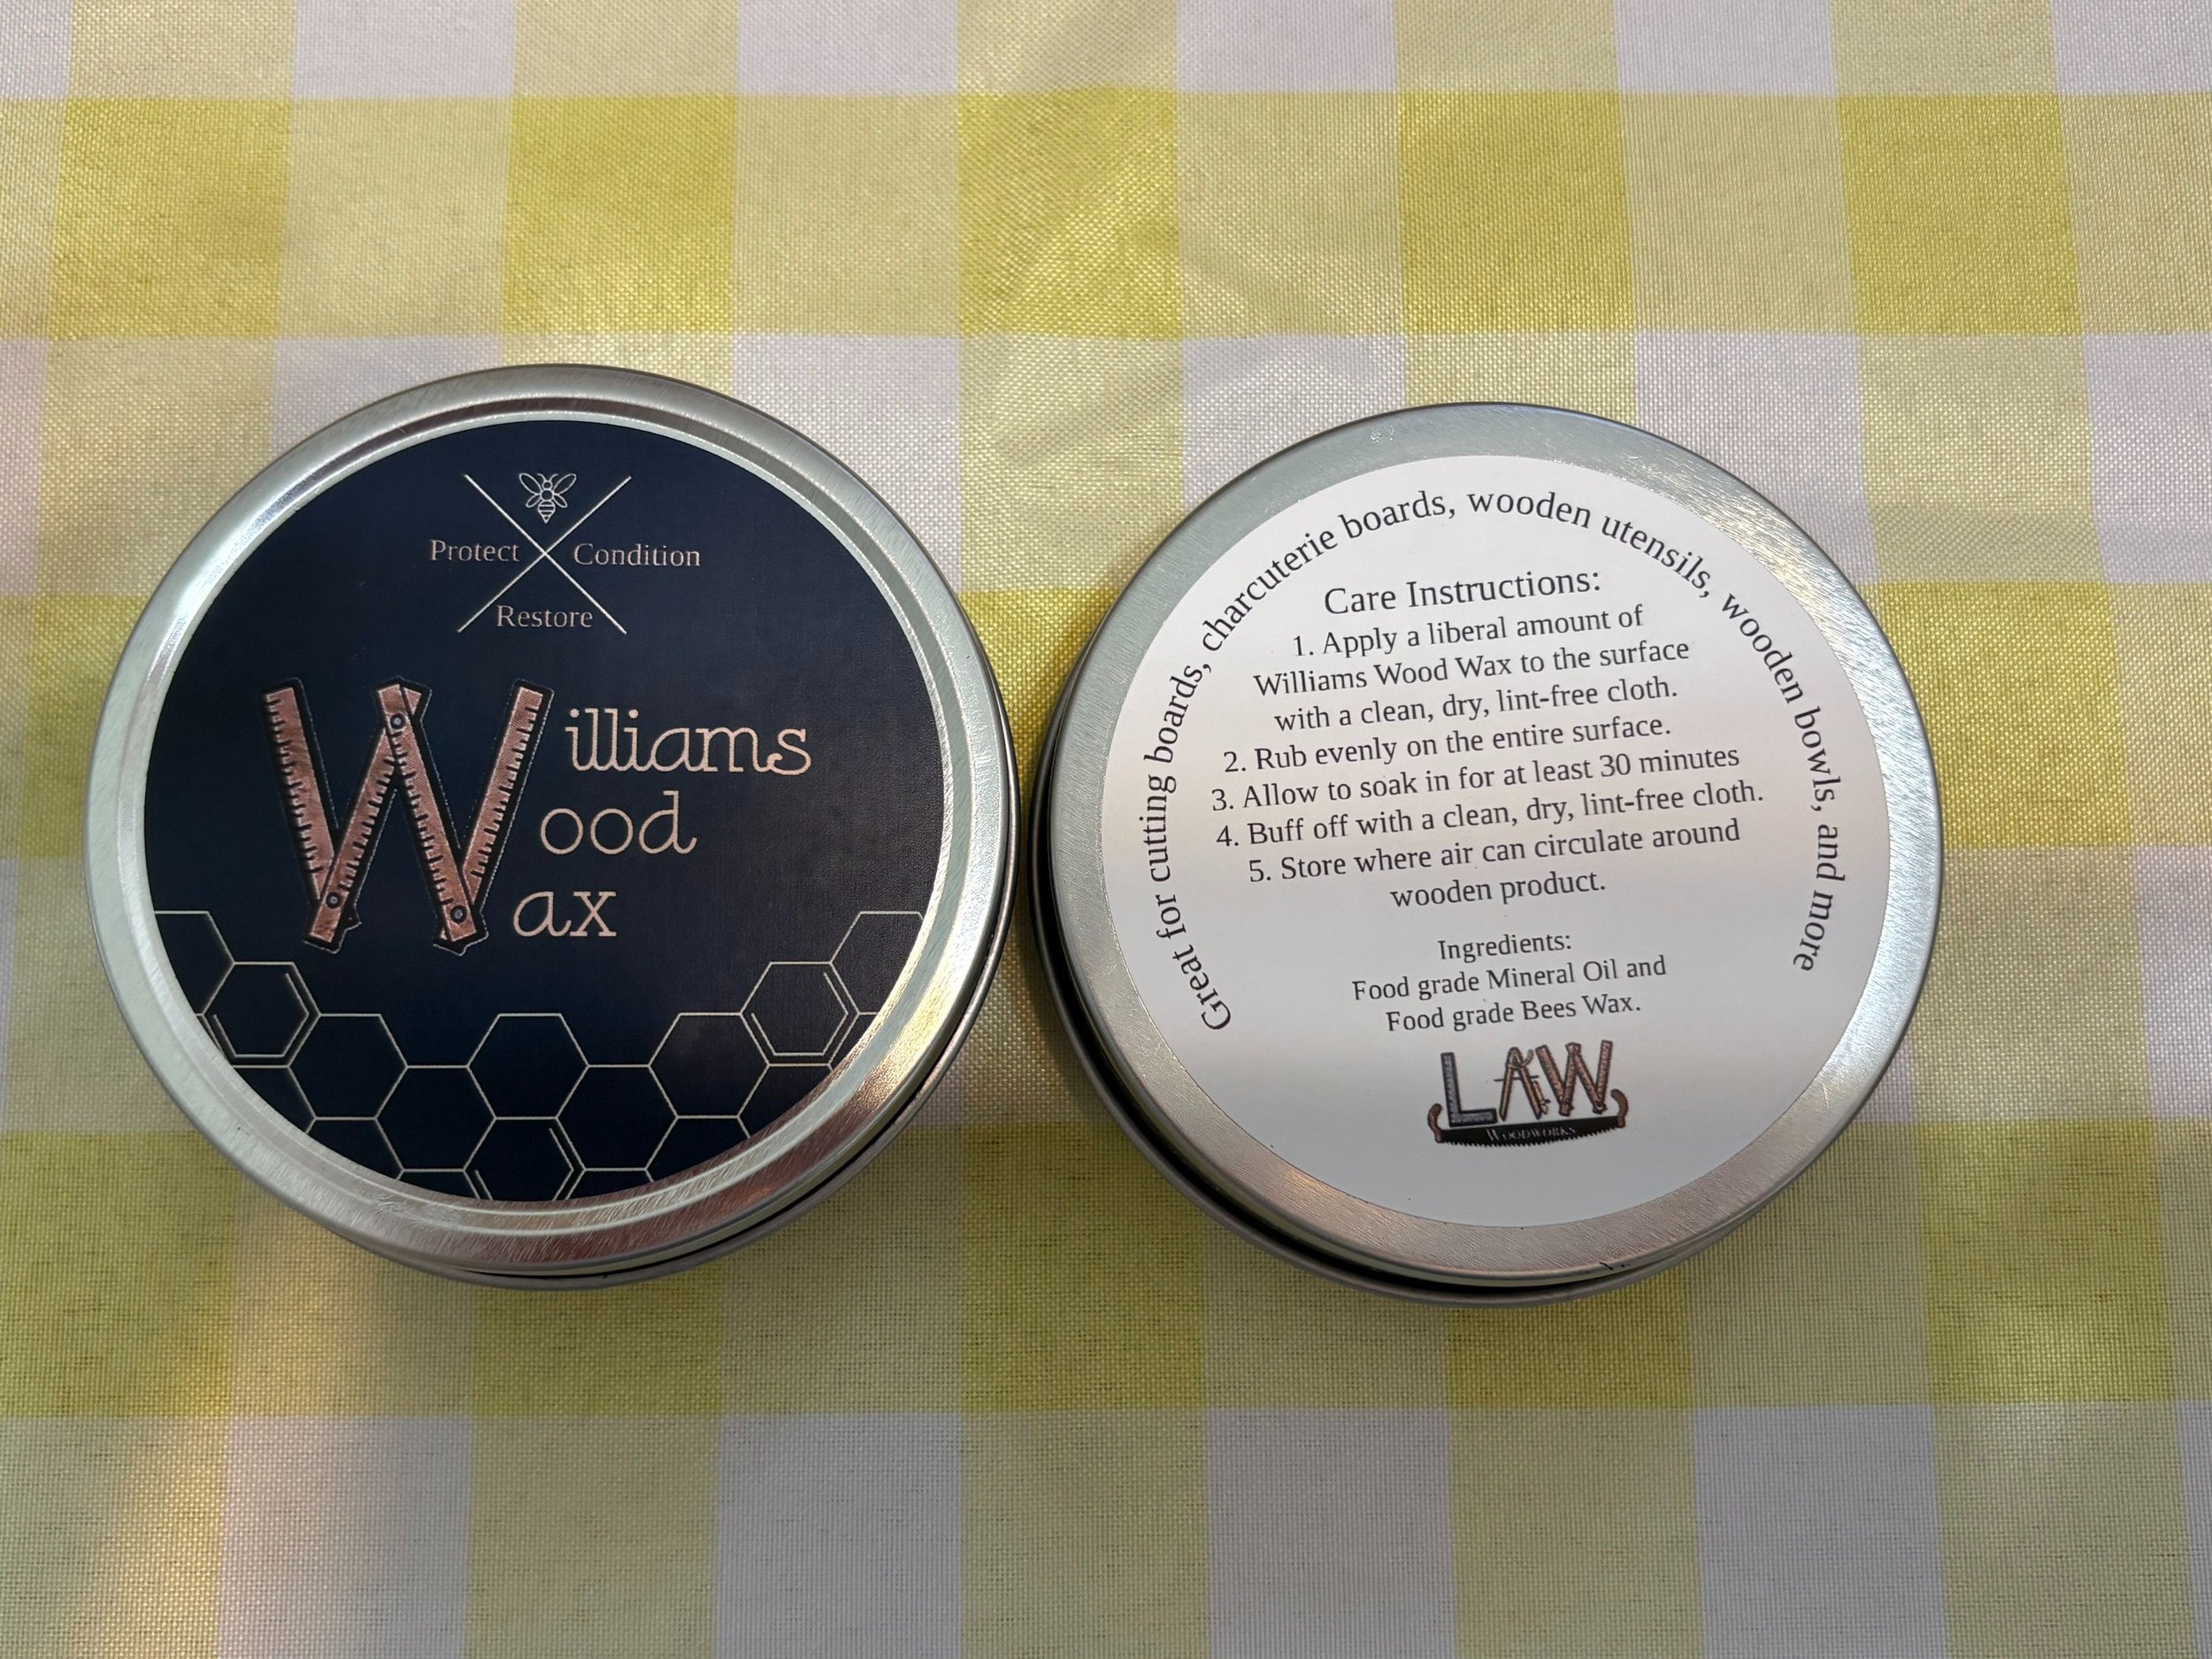 Protect Condition
Restore
Williams
Wood
Wax
Great for cutting boards, charcuterie boards, wooden utensils, wooden bowls, and more
Care Instructions:
1. Apply a liberal amount of
Williams Wood Wax to the surface
with a clean, dry, lint-free cloth.
2. Rub evenly on the entire surface.
3. Allow to soak in for at least 30 minutes
4. Buff off with a clean, dry, lint-free cloth.
5. Store where air can circulate around
wooden product.
Ingredients:
Food grade Mineral Oil and
Food grade Bees Wax.
LAW
WOODWORKS